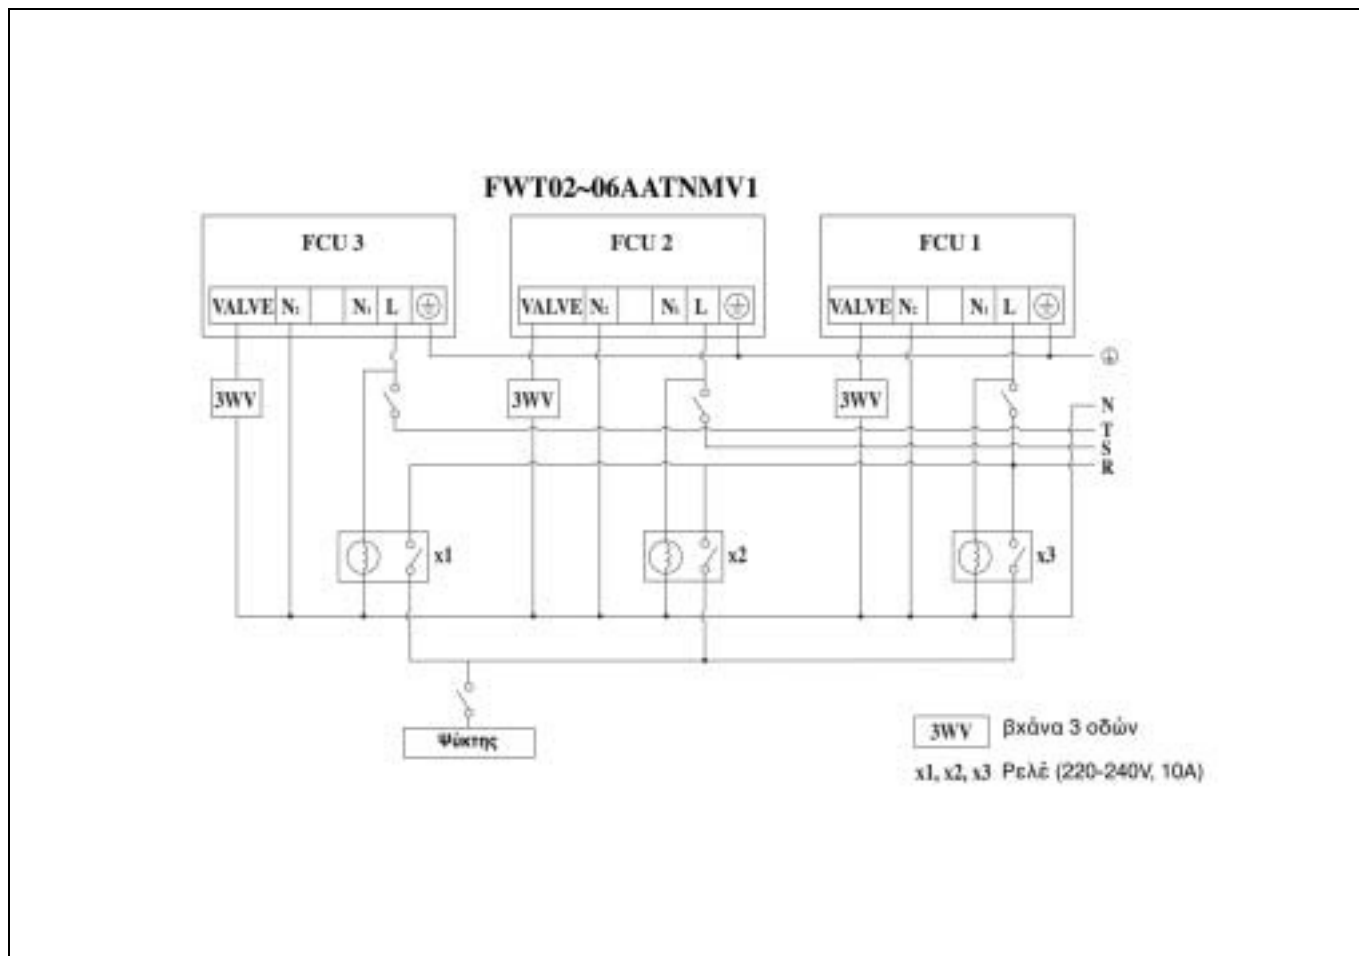 FWT02~06AATNMV1
FCU 3
FCU 2
FCU 1
VALVE N₂ N₁ L
VALVE N₂ N₁ L
VALVE N₂ N₁ L
3WV
3WV
3WV
N
T
S
R
x1
x2
x3
Ψύκτης
3WV βχάνα 3 οδών
x1, x2, x3 Ρελέ (220-240V, 10A)